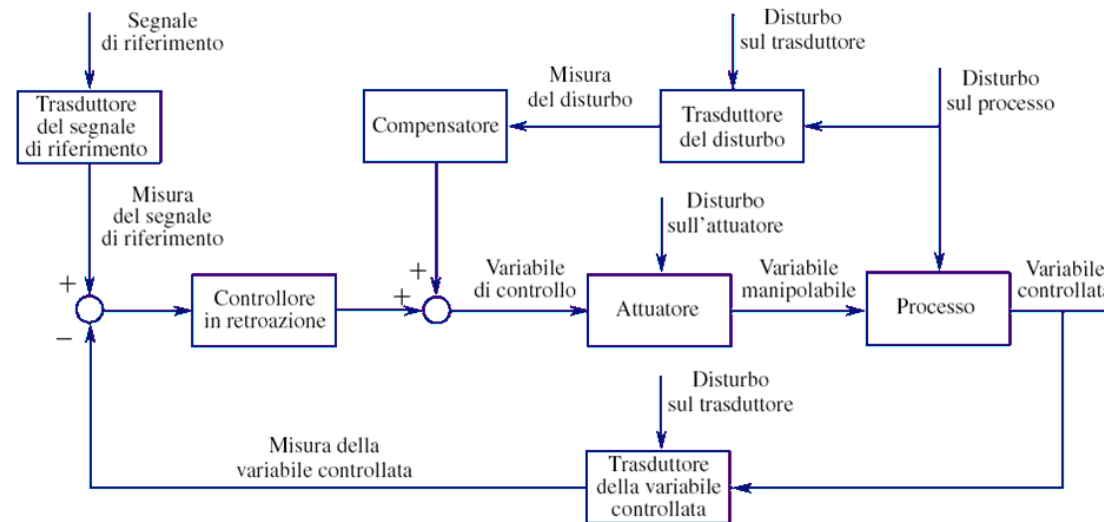 Segnale
di riferimento
Disturbo
sul trasduttore
Misura
del disturbo
Disturbo
sul processo
Trasduttore
del segnale
di riferimento
Compensatore
Trasduttore
del disturbo
Misura
del segnale
di riferimento
Disturbo
sull'attuatore
+
−
Controllore
in retroazione
+
+
Variabile
di controllo
Attuatore
Variabile
manipolabile
Processo
Variabile
controllata
Disturbo
sul trasduttore
Misura della
variabile controllata
Trasduttore
della variabile
controllata